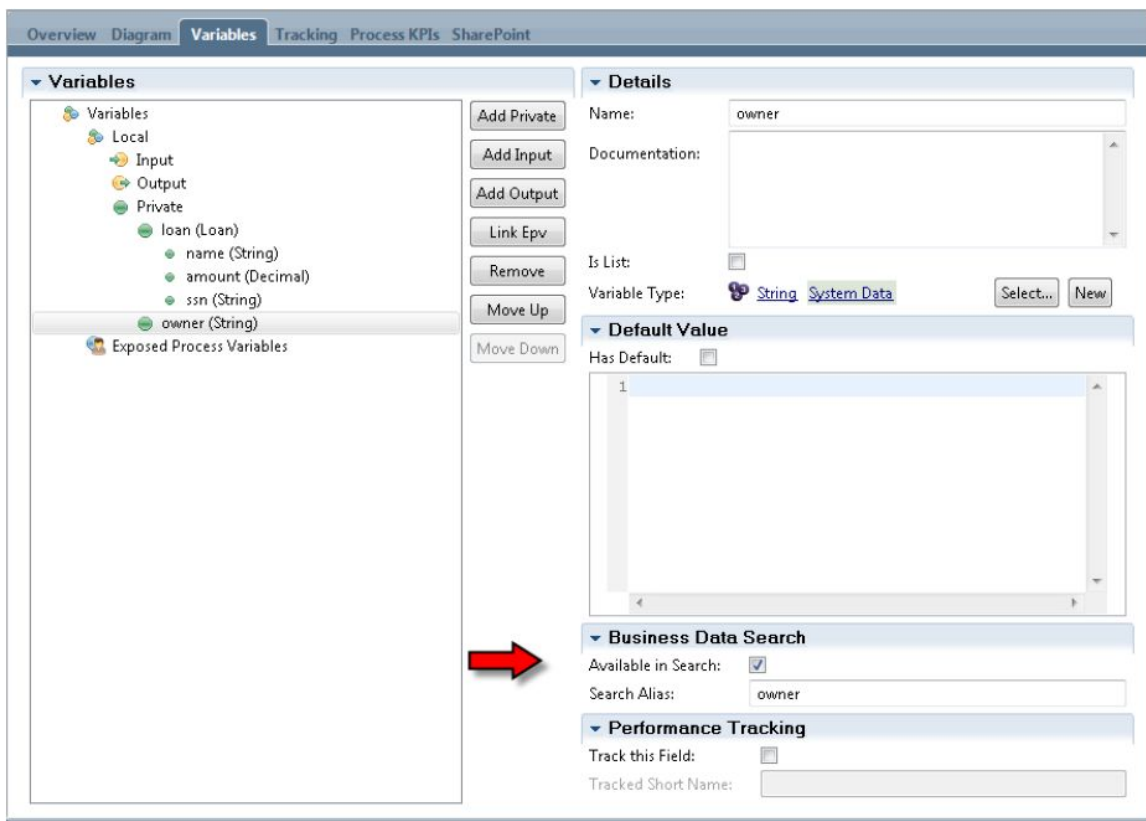 Overview Diagram Variables Tracking Process KPIs SharePoint
Variables
Variables
Local
Input
Output
Private
loan (Loan)
name (String)
amount (Decimal)
ssn (String)
owner (String)
Exposed Process Variables
Add Private
Add Input
Add Output
Link Epv
Remove
Move Up
Move Down
Details
Name: owner
Documentation:
Is List:
Variable Type: String System Data Select... New
Default Value
Has Default:
1
Business Data Search
Available in Search:
Search Alias: owner
Performance Tracking
Track this Field:
Tracked Short Name: